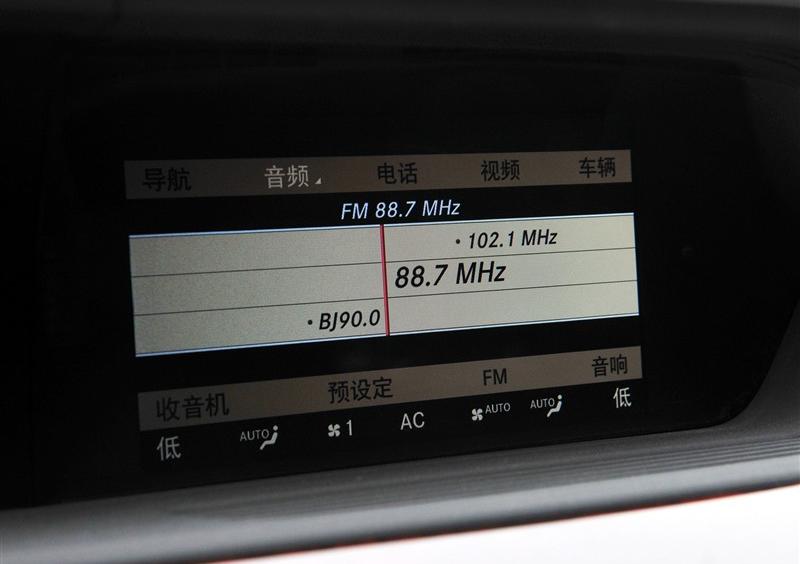 导航 音频 电话 视频 车辆
FM 88.7 MHz
• 102.1 MHz
88.7 MHz
• BJ90.0
收音机 预设定 FM 音响
低 AUTO 1 AC AUTO AUTO 低